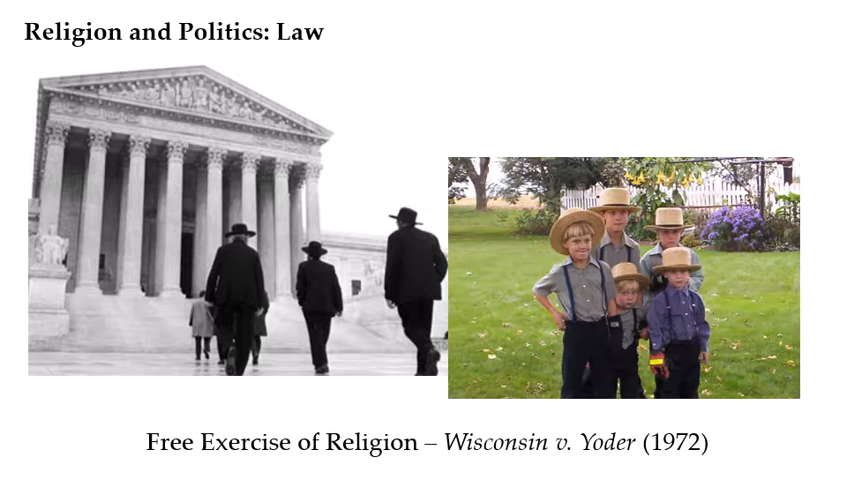 Religion and Politics: Law
Free Exercise of Religion – Wisconsin v. Yoder (1972)